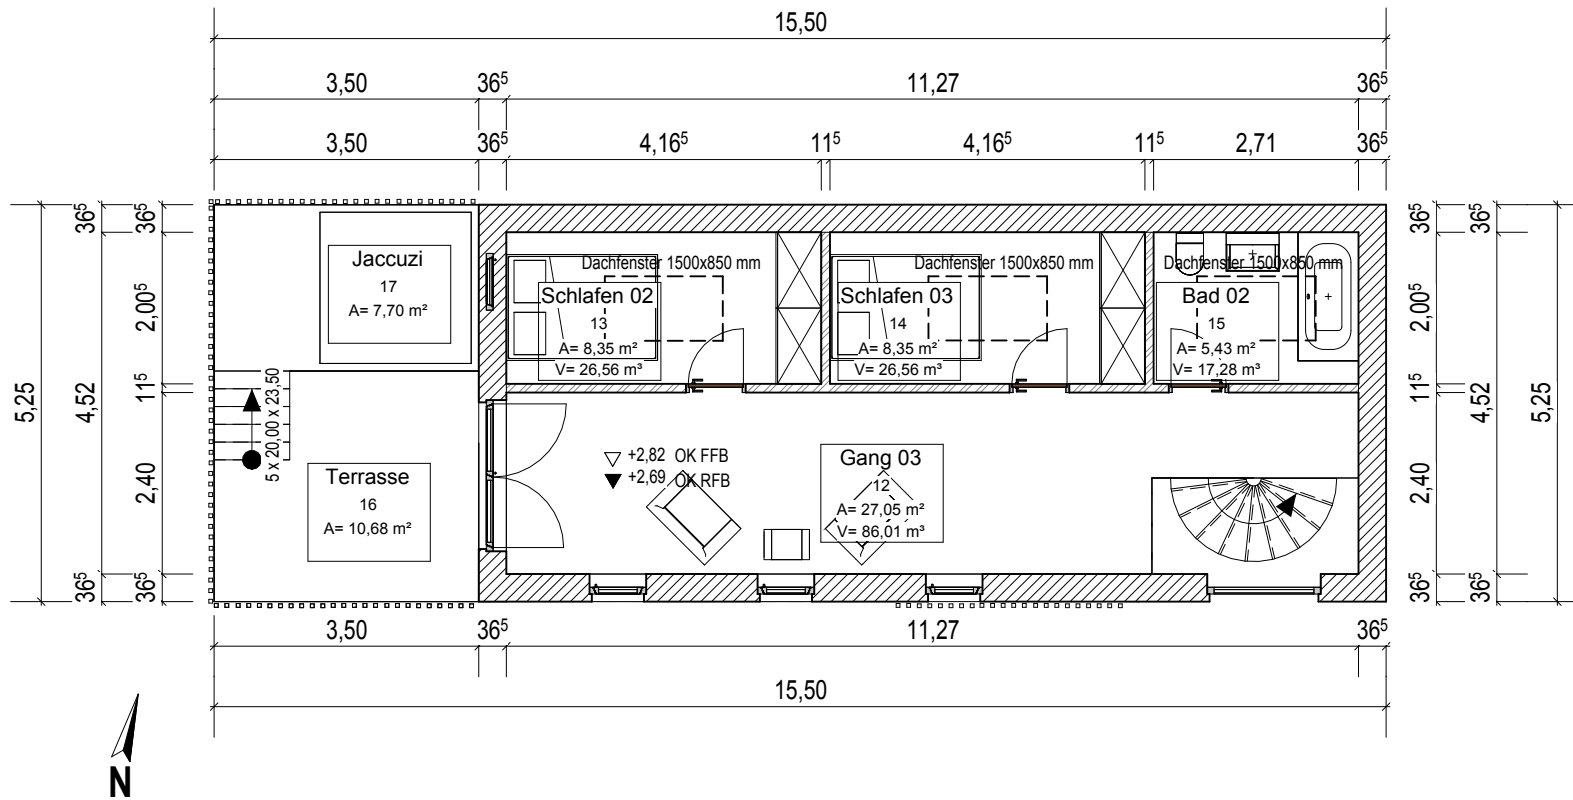 15,50
3,50 36⁵ 11,27 36⁵
3,50 36⁵ 4,16⁵ 11⁵ 4,16⁵ 11⁵ 2,71 36⁵
5,25
36⁵ 4,52 36⁵
36⁵ 2,00⁵ 11⁵ 2,40 36⁵
Jaccuzi
17
A= 7,70 m²
Dachfenster 1500x850 mm
Schlafen 02
13
A= 8,35 m²
V= 26,56 m³
Dachfenster 1500x850 mm
Schlafen 03
14
A= 8,35 m²
V= 26,56 m³
Dachfenster 1500x850 mm
Bad 02
15
A= 5,43 m²
V= 17,28 m³
36⁵ 2,00⁵ 11⁵ 2,40 36⁵
36⁵ 4,52 36⁵
5,25
5 x 20,00 x 23,50
Terrasse
16
A= 10,68 m²
+2,82 OK FFB
+2,69 OK RFB
Gang 03
12
A= 27,05 m²
V= 86,01 m³
3,50 36⁵ 11,27 36⁵
15,50
N